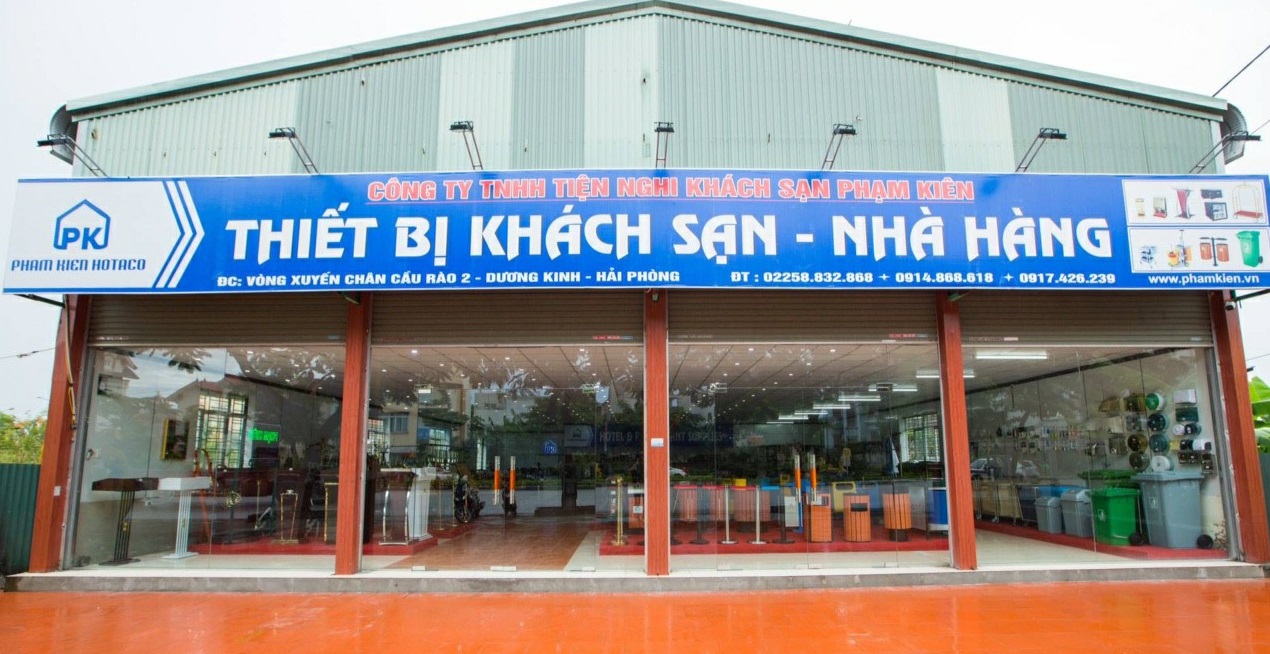 CÔNG TY TNHH TIỆN NGHI KHÁCH SẠN PHẠM KIÊN
PK
PHAM KIEN HOTACO
THIẾT BỊ KHÁCH SẠN - NHÀ HÀNG
ĐC: VÒNG XUYẾN CHÂN CẦU RÀO 2 - DƯƠNG KINH - HẢI PHÒNG
ĐT : 02258.832.868 + 0914.868.618 + 0917.426.239
www.phamkien.vn
HOTEL &